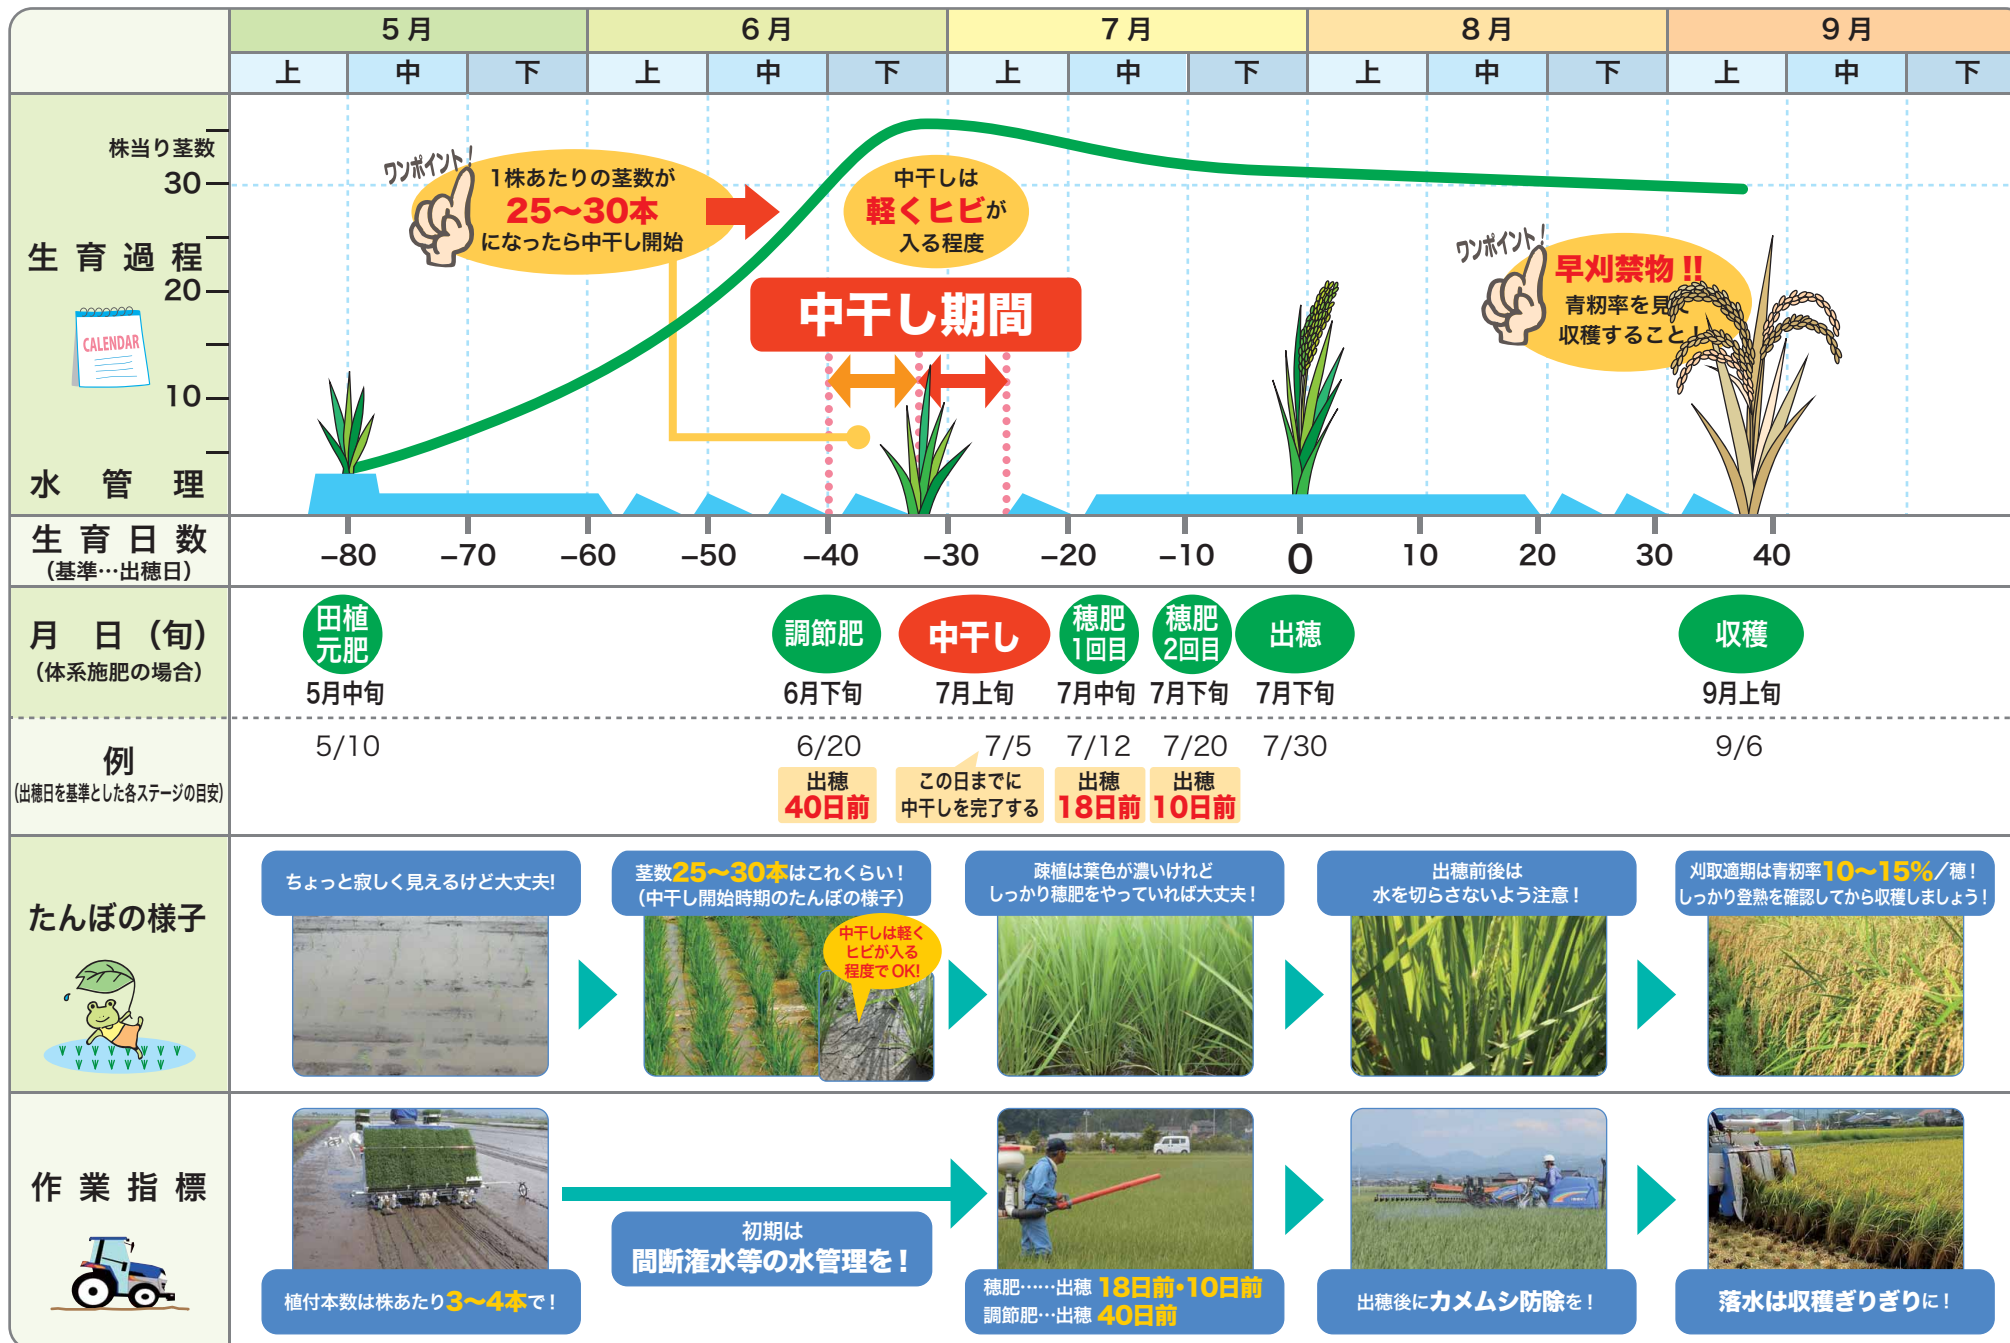 5月
6月
7月
8月
9月
上 中 下 上 中 下 上 中 下 上 中 下 上 中 下
株当り茎数
30
20
10
生育過程
CALENDAR
水管理
ワンポイント!
1株あたりの茎数が
25〜30本
になったら中干し開始
中干しは
軽くヒビが
入る程度
中干し期間
ワンポイント!
早刈禁物!!
青籾率を見て
収穫すること!
生育日数
(基準…出穂日)
−80 −70 −60 −50 −40 −30 −20 −10 0 10 20 30 40
月 日(旬)
(体系施肥の場合)
田植
元肥
5月中旬
調節肥
6月下旬
中干し
7月上旬
穂肥
1回目
7月中旬
穂肥
2回目
7月下旬
出穂
7月下旬
収穫
9月上旬
例
(出穂日を基準とした各ステージの目安)
5/10
6/20
出穂
40日前
7/5
この日までに
中干しを完了する
7/12
出穂
18日前
7/20
出穂
10日前
7/30
9/6
たんぼの様子
ちょっと寂しく見えるけど大丈夫!
茎数25〜30本はこれくらい!
(中干し開始時期のたんぼの様子)
中干しは軽く
ヒビが入る
程度でOK!
疎植は葉色が濃いけれど
しっかり穂肥をやっていれば大丈夫!
出穂前後は
水を切らさないよう注意!
刈取適期は青籾率10〜15%/穂!
しっかり登熟を確認してから収穫しましょう!
作業指標
植付本数は株あたり3〜4本で!
初期は
間断潅水等の水管理を!
穂肥……出穂 18日前・10日前
調節肥…出穂 40日前
出穂後にカメムシ防除を!
落水は収穫ぎりぎりに!